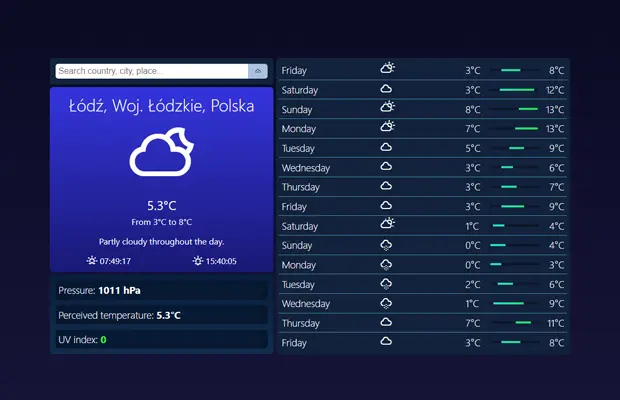 Search country, city, place...
Łódź, Woj. Łódzkie, Polska
5.3°C
From 3°C to 8°C
Partly cloudy throughout the day.
07:49:17 15:40:05
Pressure: 1011 hPa
Perceived temperature: 5.3°C
UV index: 0
Friday 3°C 8°C
Saturday 3°C 12°C
Sunday 8°C 13°C
Monday 7°C 13°C
Tuesday 5°C 9°C
Wednesday 3°C 6°C
Thursday 3°C 7°C
Friday 3°C 9°C
Saturday 1°C 4°C
Sunday 0°C 4°C
Monday 0°C 3°C
Tuesday 2°C 6°C
Wednesday 1°C 9°C
Thursday 7°C 11°C
Friday 3°C 8°C